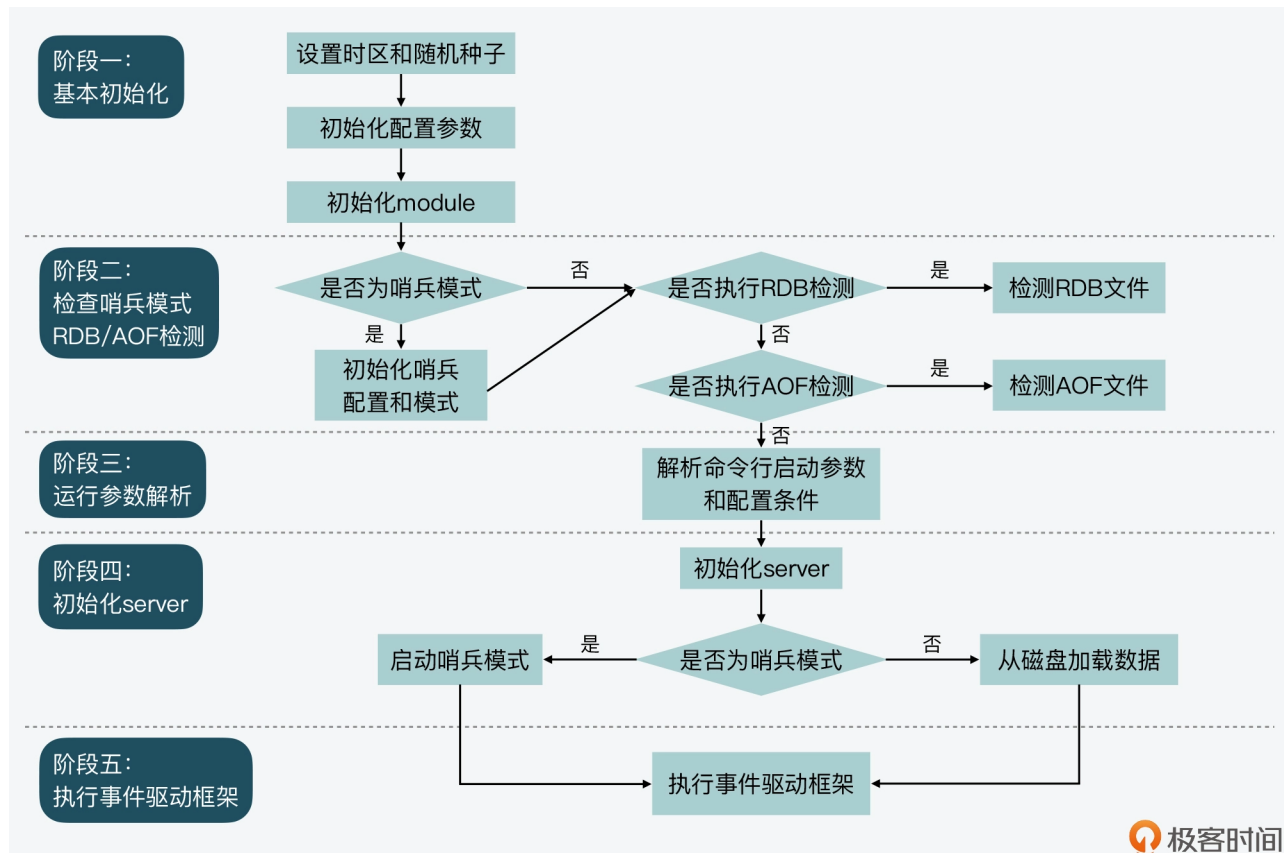 阶段一：
基本初始化
设置时区和随机种子
初始化配置参数
初始化module
阶段二：
检查哨兵模式
RDB/AOF检测
是否为哨兵模式
否
是否执行RDB检测
是
检测RDB文件
是
初始化哨兵
配置和模式
否
是否执行AOF检测
是
检测AOF文件
否
阶段三：
运行参数解析
解析命令行启动参数
和配置条件
阶段四：
初始化server
初始化server
启动哨兵模式
是
是否为哨兵模式
否
从磁盘加载数据
阶段五：
执行事件驱动框架
执行事件驱动框架
极客时间